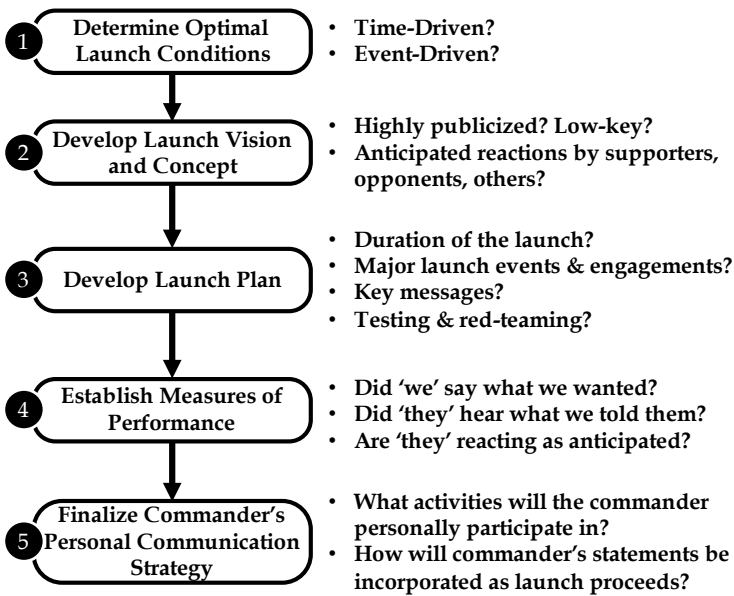 1
Determine Optimal
Launch Conditions
• Time-Driven?
• Event-Driven?
2
Develop Launch Vision
and Concept
• Highly publicized? Low-key?
• Anticipated reactions by supporters,
opponents, others?
3
Develop Launch Plan
• Duration of the launch?
• Major launch events & engagements?
• Key messages?
• Testing & red-teaming?
4
Establish Measures of
Performance
• Did ‘we’ say what we wanted?
• Did ‘they’ hear what we told them?
• Are ‘they’ reacting as anticipated?
5
Finalize Commander’s
Personal Communication
Strategy
• What activities will the commander
personally participate in?
• How will commander’s statements be
incorporated as launch proceeds?